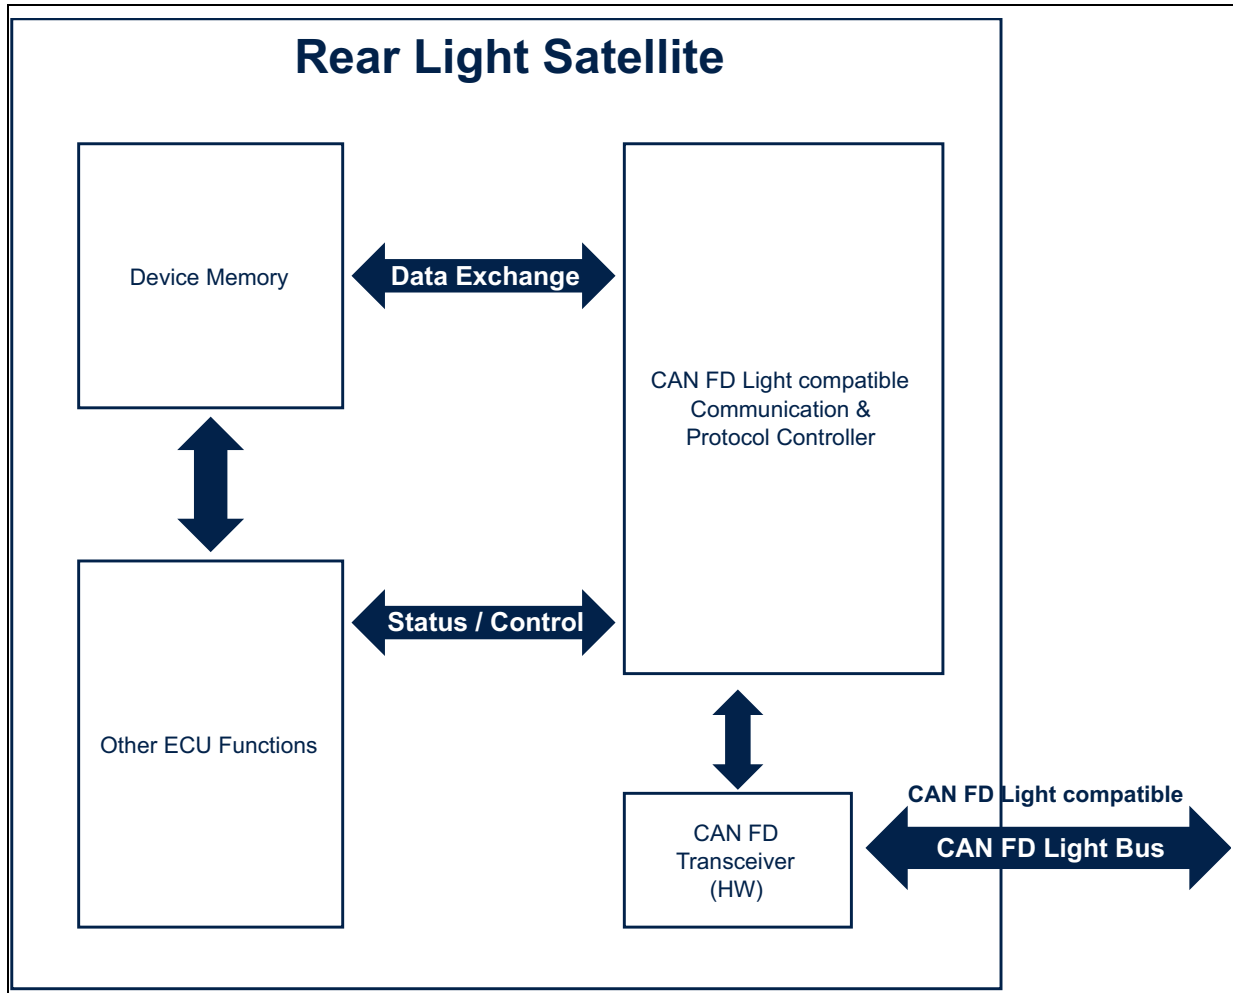 Rear Light Satellite
Device Memory
Data Exchange
CAN FD Light compatible
Communication &
Protocol Controller
Status / Control
Other ECU Functions
CAN FD
Transceiver
(HW)
CAN FD Light compatible
CAN FD Light Bus